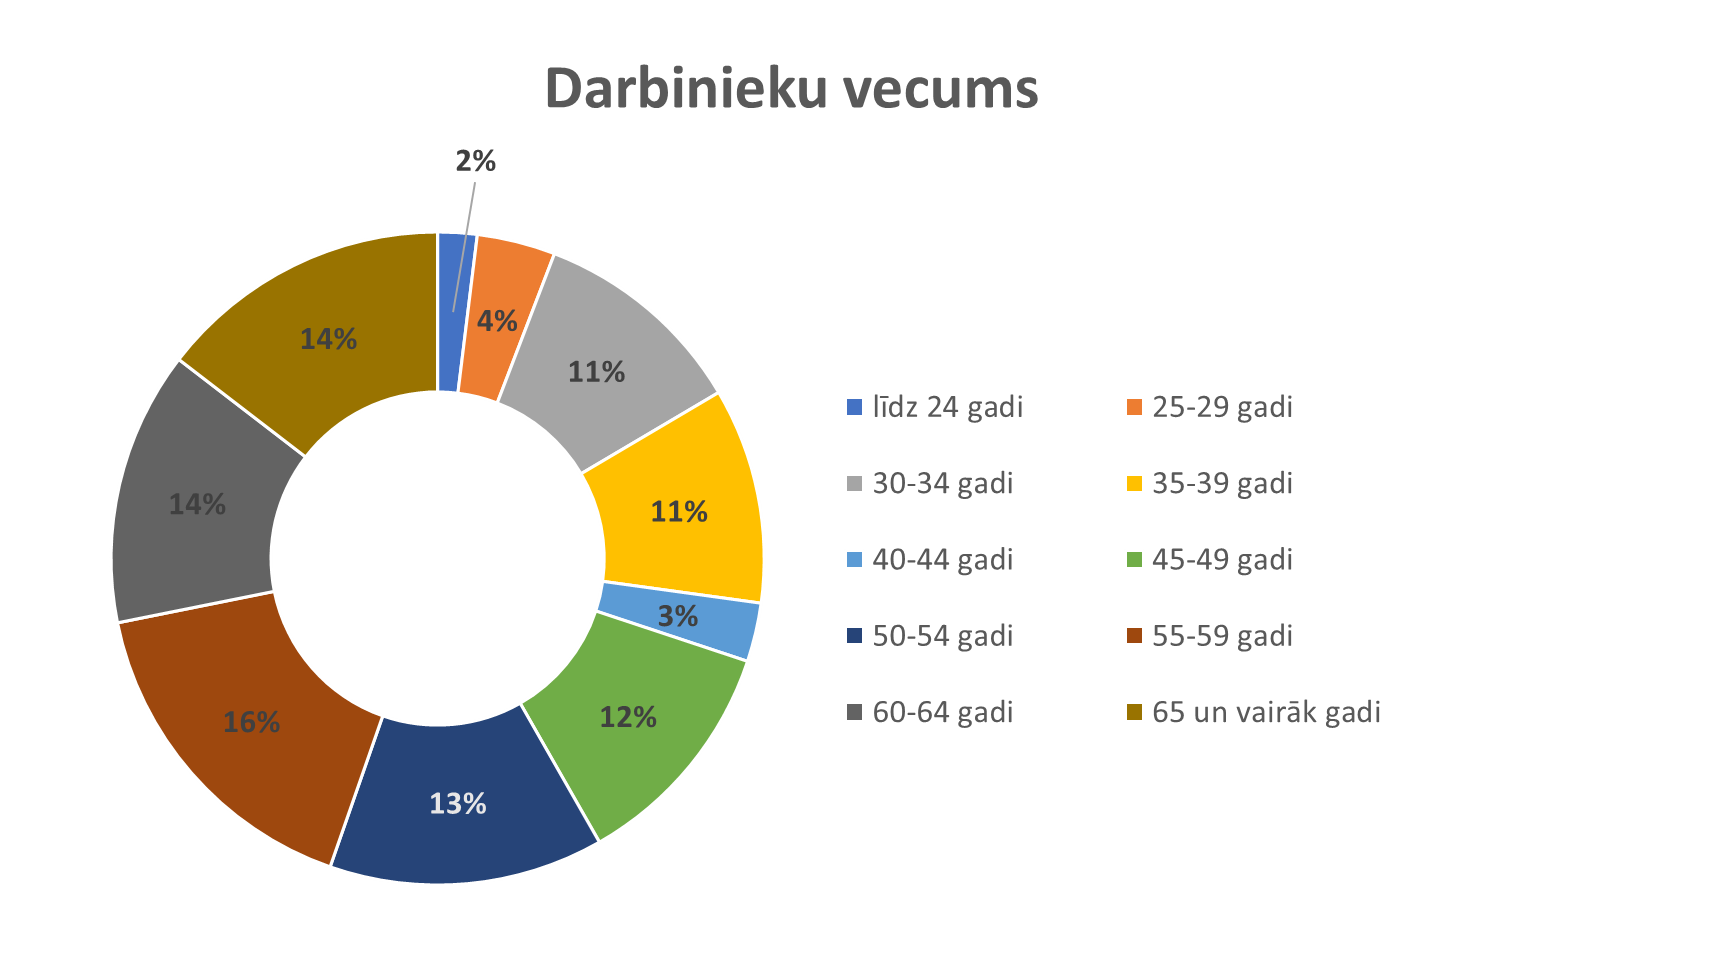 Darbinieku vecums
2%
4%
11%
11%
3%
12%
13%
16%
14%
14%
līdz 24 gadi
25-29 gadi
30-34 gadi
35-39 gadi
40-44 gadi
45-49 gadi
50-54 gadi
55-59 gadi
60-64 gadi
65 un vairāk gadi